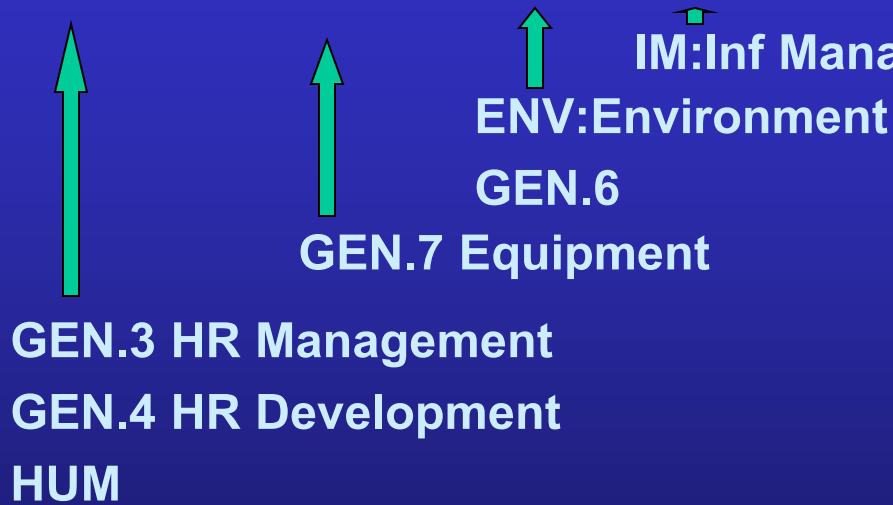 IM:Inf Mana
ENV:Environment
GEN.6
GEN.7 Equipment
GEN.3 HR Management
GEN.4 HR Development
HUM